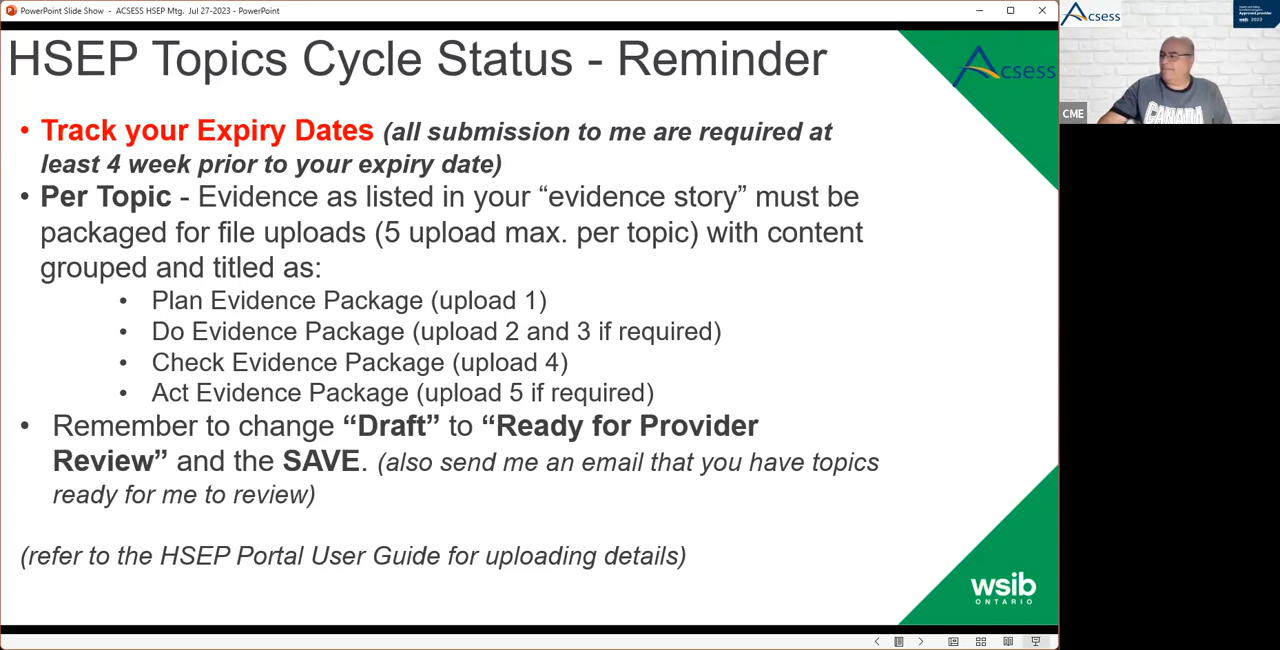 PowerPoint Slide Show - ACSESS HSEP Mtg. Jul 27-2023 - PowerPoint
HSEP Topics Cycle Status - Reminder
Acsess
• Track your Expiry Dates (all submission to me are required at
least 4 week prior to your expiry date)
• Per Topic - Evidence as listed in your “evidence story” must be
packaged for file uploads (5 upload max. per topic) with content
grouped and titled as:
• Plan Evidence Package (upload 1)
• Do Evidence Package (upload 2 and 3 if required)
• Check Evidence Package (upload 4)
• Act Evidence Package (upload 5 if required)
• Remember to change “Draft” to “Ready for Provider
Review” and the SAVE. (also send me an email that you have topics
ready for me to review)
(refer to the HSEP Portal User Guide for uploading details)
wsib
ONTARIO
Acsess
Approved provider
wsib 2022
CANADA
CME